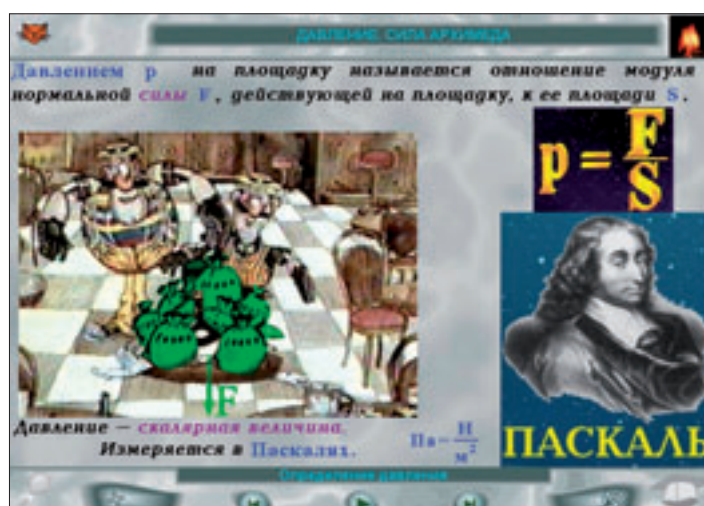 ДАВЛЕНИЕ. СИЛА АРХИМЕДА
Давлением p на площадку называется отношение модуля
нормальной силы F, действующей на площадку, к ее площади S.
p = F/S
F
Давление – скалярная величина.
Измеряется в Паскалях.
Па=Н/м²
ПАСКАЛЬ
Определение давления